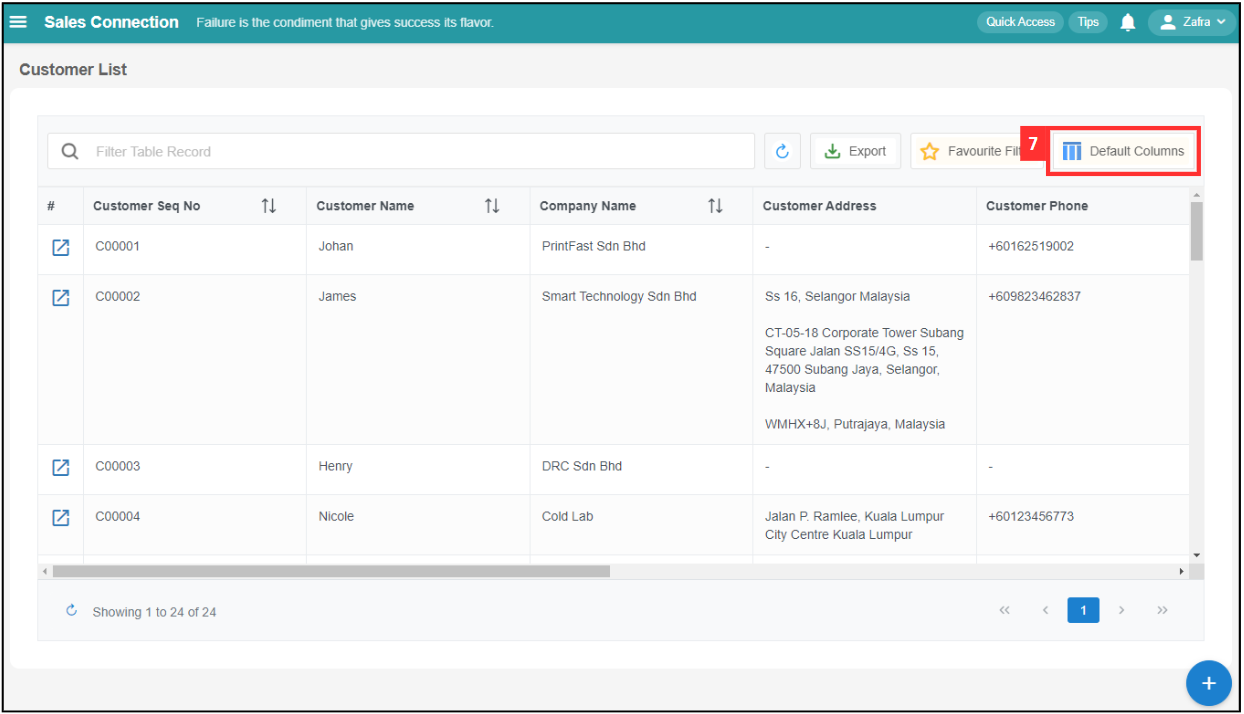 Sales Connection Failure is the condiment that gives success its flavor. Quick Access Tips Zafra
Customer List
Filter Table Record Export Favourite Fil 7 Default Columns
# Customer Seq No Customer Name Company Name Customer Address Customer Phone
C00001 Johan PrintFast Sdn Bhd - +60162519002
C00002 James Smart Technology Sdn Bhd Ss 16, Selangor Malaysia +609823462837
CT-05-18 Corporate Tower Subang
Square Jalan SS15/4G, Ss 15,
47500 Subang Jaya, Selangor,
Malaysia
WMHX+8J, Putrajaya, Malaysia
C00003 Henry DRC Sdn Bhd - -
C00004 Nicole Cold Lab Jalan P. Ramlee, Kuala Lumpur +60123456773
City Centre Kuala Lumpur
Showing 1 to 24 of 24 << < 1 > >>
+